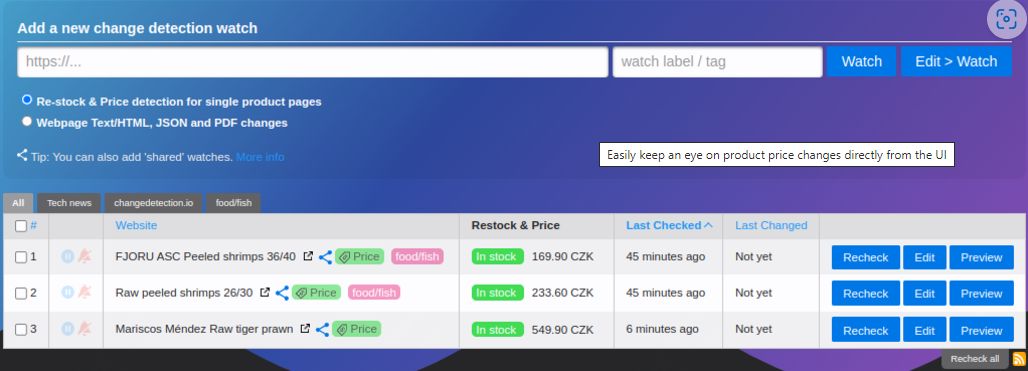 Add a new change detection watch
https://... watch label / tag Watch Edit > Watch
Re-stock & Price detection for single product pages
Webpage Text/HTML, JSON and PDF changes
Tip: You can also add 'shared' watches. More info
Easily keep an eye on product price changes directly from the UI
All Tech news changedetection.io food/fish
# Website Restock & Price Last Checked Last Changed
1 FJORU ASC Peeled shrimps 36/40 Price food/fish In stock 169.90 CZK 45 minutes ago Not yet Recheck Edit Preview
2 Raw peeled shrimps 26/30 Price food/fish In stock 233.60 CZK 45 minutes ago Not yet Recheck Edit Preview
3 Mariscos Méndez Raw tiger prawn Price In stock 549.90 CZK 6 minutes ago Not yet Recheck Edit Preview
Recheck all